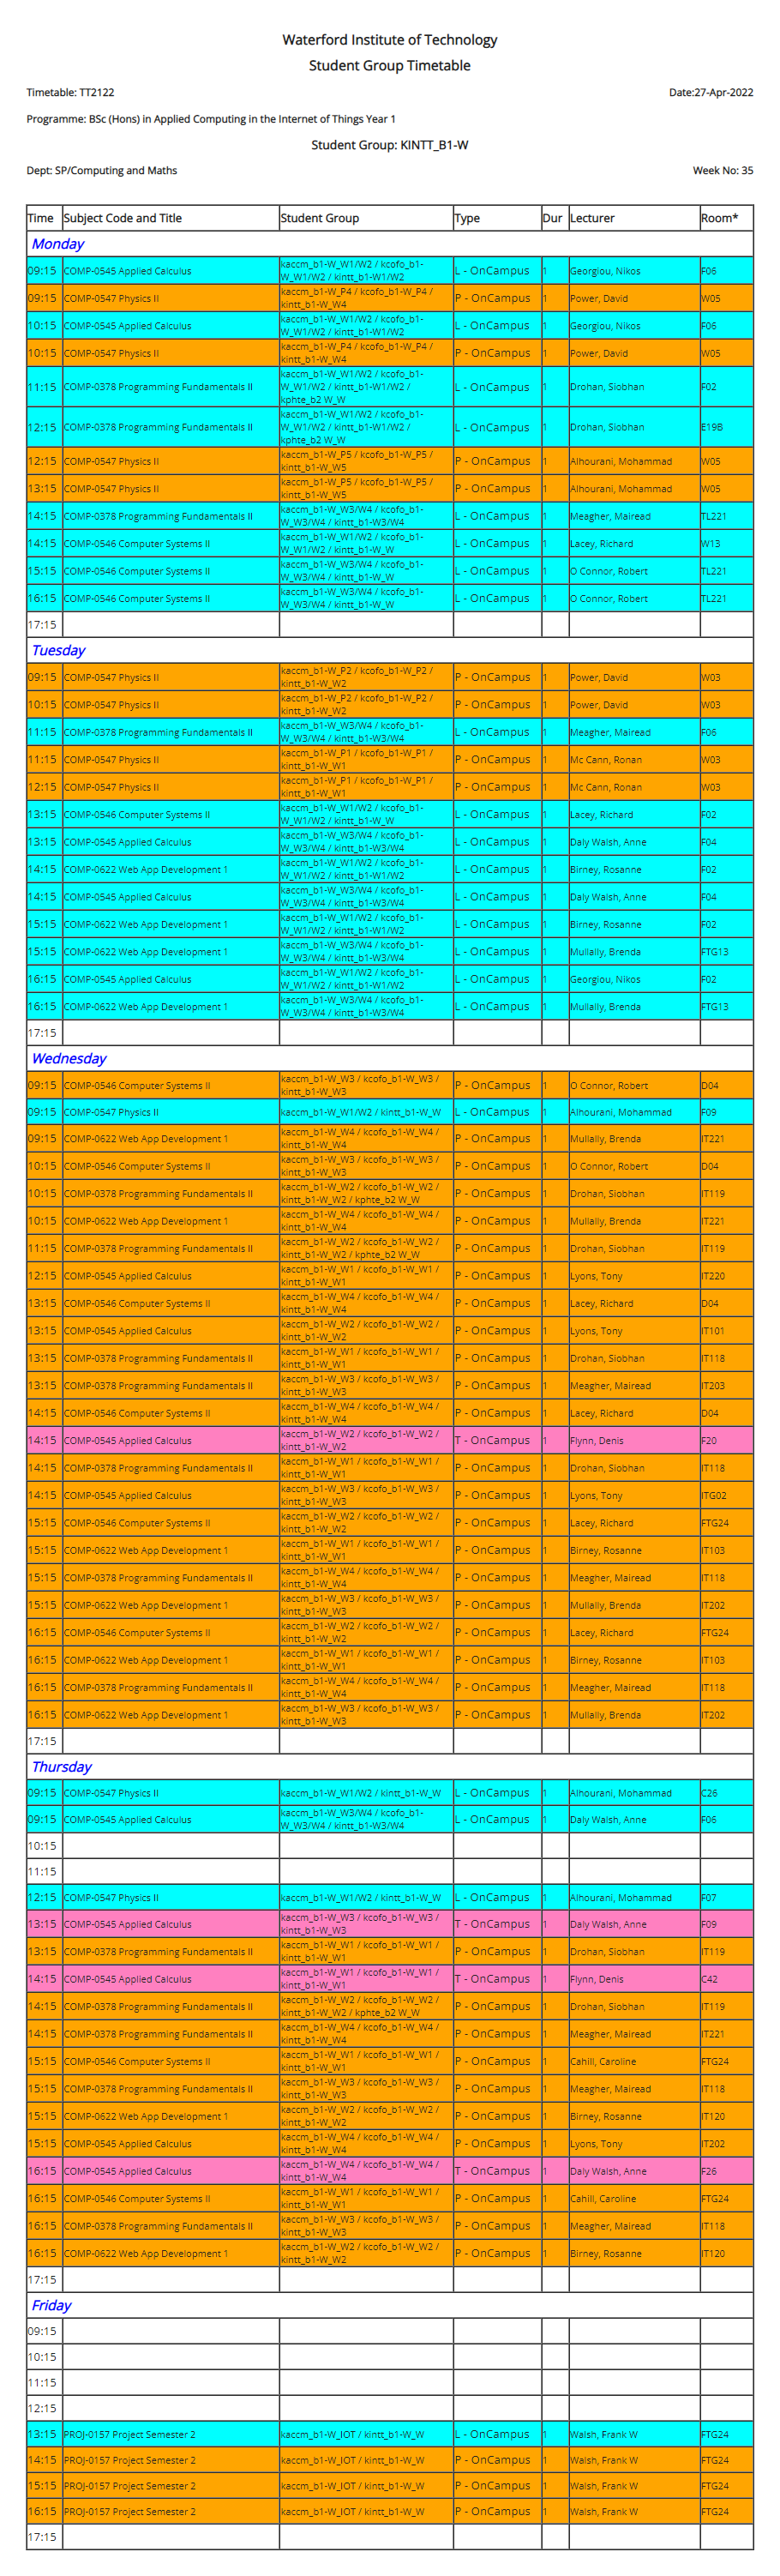 Waterford Institute of Technology
Student Group Timetable
Timetable: TT2122 Date:27-Apr-2022
Programme: BSc (Hons) in Applied Computing in the Internet of Things Year 1
Student Group: KINTT_B1-W
Dept: SP/Computing and Maths Week No: 35
Time Subject Code and Title Student Group Type Dur Lecturer Room*
Monday
09:15 COMP-0545 Applied Calculus kaccm_b1-W_W1/W2 / kcofo_b1-W_W1/W2 / kintt_b1-W1/W2 L - OnCampus 1 Georgiou, Nikos F06
09:15 COMP-0547 Physics II kaccm_b1-W_P4 / kcofo_b1-W_P4 / kintt_b1-W_W4 P - OnCampus 1 Power, David W05
10:15 COMP-0545 Applied Calculus kaccm_b1-W_W1/W2 / kcofo_b1-W_W1/W2 / kintt_b1-W1/W2 L - OnCampus 1 Georgiou, Nikos F06
10:15 COMP-0547 Physics II kaccm_b1-W_P4 / kcofo_b1-W_P4 / kintt_b1-W_W4 P - OnCampus 1 Power, David W05
11:15 COMP-0378 Programming Fundamentals II kaccm_b1-W_W1/W2 / kcofo_b1-W_W1/W2 / kintt_b1-W1/W2 / kphte_b2 W_W L - OnCampus 1 Drohan, Siobhan F02
12:15 COMP-0378 Programming Fundamentals II kaccm_b1-W_W1/W2 / kcofo_b1-W_W1/W2 / kintt_b1-W1/W2 / kphte_b2 W_W L - OnCampus 1 Drohan, Siobhan E19B
12:15 COMP-0547 Physics II kaccm_b1-W_P5 / kcofo_b1-W_P5 / kintt_b1-W_W5 P - OnCampus 1 Alhourani, Mohammad W05
13:15 COMP-0547 Physics II kaccm_b1-W_P5 / kcofo_b1-W_P5 / kintt_b1-W_W5 P - OnCampus 1 Alhourani, Mohammad W05
14:15 COMP-0378 Programming Fundamentals II kaccm_b1-W_W3/W4 / kcofo_b1-W_W3/W4 / kintt_b1-W3/W4 L - OnCampus 1 Meagher, Mairead TL221
14:15 COMP-0546 Computer Systems II kaccm_b1-W_W1/W2 / kcofo_b1-W_W1/W2 / kintt_b1-W_W L - OnCampus 1 Lacey, Richard W13
15:15 COMP-0546 Computer Systems II kaccm_b1-W_W3/W4 / kcofo_b1-W_W3/W4 / kintt_b1-W_W L - OnCampus 1 O Connor, Robert TL221
16:15 COMP-0546 Computer Systems II kaccm_b1-W_W3/W4 / kcofo_b1-W_W3/W4 / kintt_b1-W_W L - OnCampus 1 O Connor, Robert TL221
17:15
Tuesday
09:15 COMP-0547 Physics II kaccm_b1-W_P2 / kcofo_b1-W_P2 / kintt_b1-W_W2 P - OnCampus 1 Power, David W03
10:15 COMP-0547 Physics II kaccm_b1-W_P2 / kcofo_b1-W_P2 / kintt_b1-W_W2 P - OnCampus 1 Power, David W03
11:15 COMP-0378 Programming Fundamentals II kaccm_b1-W_W3/W4 / kcofo_b1-W_W3/W4 / kintt_b1-W3/W4 L - OnCampus 1 Meagher, Mairead F06
11:15 COMP-0547 Physics II kaccm_b1-W_P1 / kcofo_b1-W_P1 / kintt_b1-W_W1 P - OnCampus 1 Mc Cann, Ronan W03
12:15 COMP-0547 Physics II kaccm_b1-W_P1 / kcofo_b1-W_P1 / kintt_b1-W_W1 P - OnCampus 1 Mc Cann, Ronan W03
13:15 COMP-0546 Computer Systems II kaccm_b1-W_W1/W2 / kcofo_b1-W_W1/W2 / kintt_b1-W_W L - OnCampus 1 Lacey, Richard F02
13:15 COMP-0545 Applied Calculus kaccm_b1-W_W3/W4 / kcofo_b1-W_W3/W4 / kintt_b1-W3/W4 L - OnCampus 1 Daly Walsh, Anne F04
14:15 COMP-0622 Web App Development 1 kaccm_b1-W_W1/W2 / kcofo_b1-W_W1/W2 / kintt_b1-W1/W2 L - OnCampus 1 Birney, Rosanne F02
14:15 COMP-0545 Applied Calculus kaccm_b1-W_W3/W4 / kcofo_b1-W_W3/W4 / kintt_b1-W3/W4 L - OnCampus 1 Daly Walsh, Anne F04
15:15 COMP-0622 Web App Development 1 kaccm_b1-W_W1/W2 / kcofo_b1-W_W1/W2 / kintt_b1-W1/W2 L - OnCampus 1 Birney, Rosanne F02
15:15 COMP-0622 Web App Development 1 kaccm_b1-W_W3/W4 / kcofo_b1-W_W3/W4 / kintt_b1-W3/W4 L - OnCampus 1 Mullally, Brenda FTG13
16:15 COMP-0545 Applied Calculus kaccm_b1-W_W1/W2 / kcofo_b1-W_W1/W2 / kintt_b1-W1/W2 L - OnCampus 1 Georgiou, Nikos F02
16:15 COMP-0622 Web App Development 1 kaccm_b1-W_W3/W4 / kcofo_b1-W_W3/W4 / kintt_b1-W3/W4 L - OnCampus 1 Mullally, Brenda FTG13
17:15
Wednesday
09:15 COMP-0546 Computer Systems II kaccm_b1-W_W3 / kcofo_b1-W_W3 / kintt_b1-W_W3 P - OnCampus 1 O Connor, Robert D04
09:15 COMP-0547 Physics II kaccm_b1-W_W1/W2 / kintt_b1-W_W L - OnCampus 1 Alhourani, Mohammad F09
09:15 COMP-0622 Web App Development 1 kaccm_b1-W_W4 / kcofo_b1-W_W4 / kintt_b1-W_W4 P - OnCampus 1 Mullally, Brenda IT221
10:15 COMP-0546 Computer Systems II kaccm_b1-W_W3 / kcofo_b1-W_W3 / kintt_b1-W_W3 P - OnCampus 1 O Connor, Robert D04
10:15 COMP-0378 Programming Fundamentals II kaccm_b1-W_W2 / kcofo_b1-W_W2 / kintt_b1-W_W2 / kphte_b2 W_W P - OnCampus 1 Drohan, Siobhan IT119
10:15 COMP-0622 Web App Development 1 kaccm_b1-W_W4 / kcofo_b1-W_W4 / kintt_b1-W_W4 P - OnCampus 1 Mullally, Brenda IT221
11:15 COMP-0378 Programming Fundamentals II kaccm_b1-W_W2 / kcofo_b1-W_W2 / kintt_b1-W_W2 / kphte_b2 W_W P - OnCampus 1 Drohan, Siobhan IT119
12:15 COMP-0545 Applied Calculus kaccm_b1-W_W1 / kcofo_b1-W_W1 / kintt_b1-W_W1 P - OnCampus 1 Lyons, Tony IT220
13:15 COMP-0546 Computer Systems II kaccm_b1-W_W4 / kcofo_b1-W_W4 / kintt_b1-W_W4 P - OnCampus 1 Lacey, Richard D04
13:15 COMP-0545 Applied Calculus kaccm_b1-W_W2 / kcofo_b1-W_W2 / kintt_b1-W_W2 P - OnCampus 1 Lyons, Tony IT101
13:15 COMP-0378 Programming Fundamentals II kaccm_b1-W_W1 / kcofo_b1-W_W1 / kintt_b1-W_W1 P - OnCampus 1 Drohan, Siobhan IT118
13:15 COMP-0378 Programming Fundamentals II kaccm_b1-W_W3 / kcofo_b1-W_W3 / kintt_b1-W_W3 P - OnCampus 1 Meagher, Mairead IT203
14:15 COMP-0546 Computer Systems II kaccm_b1-W_W4 / kcofo_b1-W_W4 / kintt_b1-W_W4 P - OnCampus 1 Lacey, Richard D04
14:15 COMP-0545 Applied Calculus kaccm_b1-W_W2 / kcofo_b1-W_W2 / kintt_b1-W_W2 T - OnCampus 1 Flynn, Denis F20
14:15 COMP-0378 Programming Fundamentals II kaccm_b1-W_W1 / kcofo_b1-W_W1 / kintt_b1-W_W1 P - OnCampus 1 Drohan, Siobhan IT118
14:15 COMP-0545 Applied Calculus kaccm_b1-W_W3 / kcofo_b1-W_W3 / kintt_b1-W_W3 P - OnCampus 1 Lyons, Tony ITG02
15:15 COMP-0546 Computer Systems II kaccm_b1-W_W2 / kcofo_b1-W_W2 / kintt_b1-W_W2 P - OnCampus 1 Lacey, Richard FTG24
15:15 COMP-0622 Web App Development 1 kaccm_b1-W_W1 / kcofo_b1-W_W1 / kintt_b1-W_W1 P - OnCampus 1 Birney, Rosanne IT103
15:15 COMP-0378 Programming Fundamentals II kaccm_b1-W_W4 / kcofo_b1-W_W4 / kintt_b1-W_W4 P - OnCampus 1 Meagher, Mairead IT118
15:15 COMP-0622 Web App Development 1 kaccm_b1-W_W3 / kcofo_b1-W_W3 / kintt_b1-W_W3 P - OnCampus 1 Mullally, Brenda IT202
16:15 COMP-0546 Computer Systems II kaccm_b1-W_W2 / kcofo_b1-W_W2 / kintt_b1-W_W2 P - OnCampus 1 Lacey, Richard FTG24
16:15 COMP-0622 Web App Development 1 kaccm_b1-W_W1 / kcofo_b1-W_W1 / kintt_b1-W_W1 P - OnCampus 1 Birney, Rosanne IT103
16:15 COMP-0378 Programming Fundamentals II kaccm_b1-W_W4 / kcofo_b1-W_W4 / kintt_b1-W_W4 P - OnCampus 1 Meagher, Mairead IT118
16:15 COMP-0622 Web App Development 1 kaccm_b1-W_W3 / kcofo_b1-W_W3 / kintt_b1-W_W3 P - OnCampus 1 Mullally, Brenda IT202
17:15
Thursday
09:15 COMP-0547 Physics II kaccm_b1-W_W1/W2 / kintt_b1-W_W L - OnCampus 1 Alhourani, Mohammad C26
09:15 COMP-0545 Applied Calculus kaccm_b1-W_W3/W4 / kcofo_b1-W_W3/W4 / kintt_b1-W3/W4 L - OnCampus 1 Daly Walsh, Anne F06
10:15
11:15
12:15 COMP-0547 Physics II kaccm_b1-W_W1/W2 / kintt_b1-W_W L - OnCampus 1 Alhourani, Mohammad F07
13:15 COMP-0545 Applied Calculus kaccm_b1-W_W3 / kcofo_b1-W_W3 / kintt_b1-W_W3 T - OnCampus 1 Daly Walsh, Anne F09
13:15 COMP-0378 Programming Fundamentals II kaccm_b1-W_W1 / kcofo_b1-W_W1 / kintt_b1-W_W1 P - OnCampus 1 Drohan, Siobhan IT119
14:15 COMP-0545 Applied Calculus kaccm_b1-W_W1 / kcofo_b1-W_W1 / kintt_b1-W_W1 T - OnCampus 1 Flynn, Denis C42
14:15 COMP-0378 Programming Fundamentals II kaccm_b1-W_W2 / kcofo_b1-W_W2 / kintt_b1-W_W2 / kphte_b2 W_W P - OnCampus 1 Drohan, Siobhan IT119
14:15 COMP-0378 Programming Fundamentals II kaccm_b1-W_W4 / kcofo_b1-W_W4 / kintt_b1-W_W4 P - OnCampus 1 Meagher, Mairead IT221
15:15 COMP-0546 Computer Systems II kaccm_b1-W_W1 / kcofo_b1-W_W1 / kintt_b1-W_W1 P - OnCampus 1 Cahill, Caroline FTG24
15:15 COMP-0378 Programming Fundamentals II kaccm_b1-W_W3 / kcofo_b1-W_W3 / kintt_b1-W_W3 P - OnCampus 1 Meagher, Mairead IT118
15:15 COMP-0622 Web App Development 1 kaccm_b1-W_W2 / kcofo_b1-W_W2 / kintt_b1-W_W2 P - OnCampus 1 Birney, Rosanne IT120
15:15 COMP-0545 Applied Calculus kaccm_b1-W_W4 / kcofo_b1-W_W4 / kintt_b1-W_W4 P - OnCampus 1 Lyons, Tony IT202
16:15 COMP-0545 Applied Calculus kaccm_b1-W_W4 / kcofo_b1-W_W4 / kintt_b1-W_W4 T - OnCampus 1 Daly Walsh, Anne F26
16:15 COMP-0546 Computer Systems II kaccm_b1-W_W1 / kcofo_b1-W_W1 / kintt_b1-W_W1 P - OnCampus 1 Cahill, Caroline FTG24
16:15 COMP-0378 Programming Fundamentals II kaccm_b1-W_W3 / kcofo_b1-W_W3 / kintt_b1-W_W3 P - OnCampus 1 Meagher, Mairead IT118
16:15 COMP-0622 Web App Development 1 kaccm_b1-W_W2 / kcofo_b1-W_W2 / kintt_b1-W_W2 P - OnCampus 1 Birney, Rosanne IT120
17:15
Friday
09:15
10:15
11:15
12:15
13:15 PROJ-0157 Project Semester 2 kaccm_b1-W_IOT / kintt_b1-W_W L - OnCampus 1 Walsh, Frank W FTG24
14:15 PROJ-0157 Project Semester 2 kaccm_b1-W_IOT / kintt_b1-W_W P - OnCampus 1 Walsh, Frank W FTG24
15:15 PROJ-0157 Project Semester 2 kaccm_b1-W_IOT / kintt_b1-W_W P - OnCampus 1 Walsh, Frank W FTG24
16:15 PROJ-0157 Project Semester 2 kaccm_b1-W_IOT / kintt_b1-W_W P - OnCampus 1 Walsh, Frank W FTG24
17:15